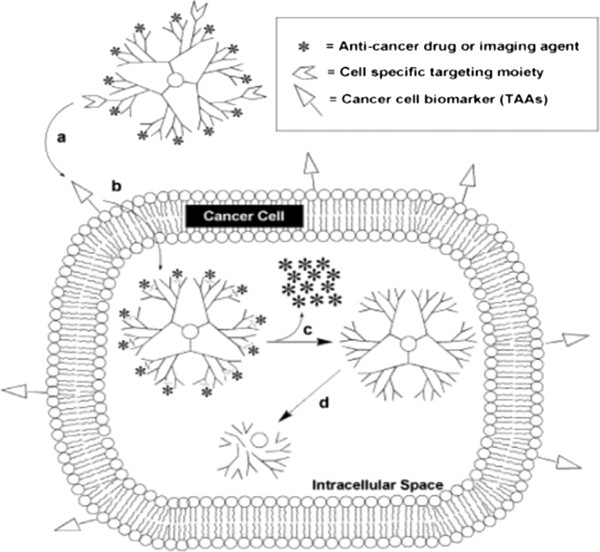 * = Anti-cancer drug or imaging agent
= Cell specific targeting moiety
= Cancer cell biomarker (TAAs)
a
b
Cancer Cell
c
d
Intracellular Space